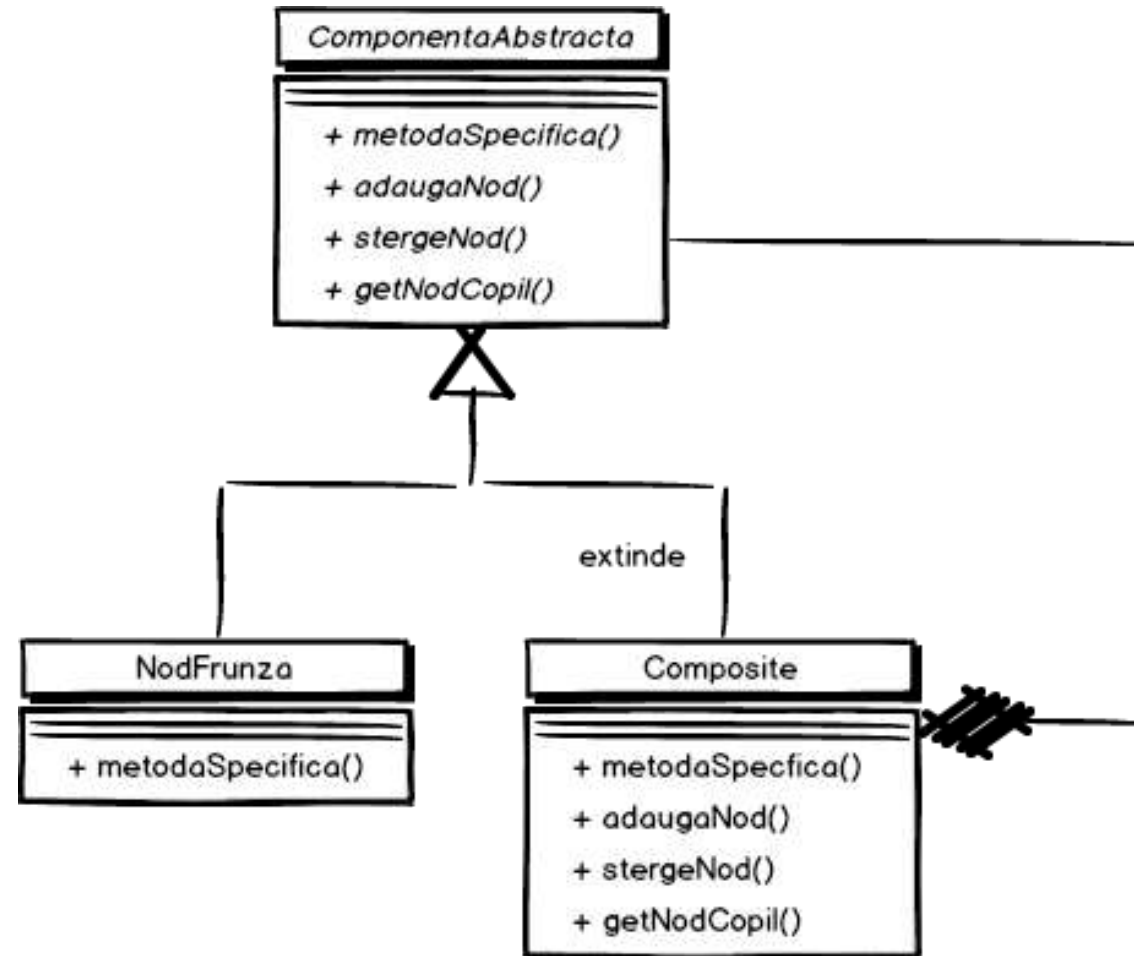 ComponentaAbstracta
+ metodaSpecifica()
+ adaugaNod()
+ stergeNod()
+ getNodCopil()
extinde
NodFrunza
+ metodaSpecifica()
Composite
+ metodaSpecfica()
+ adaugaNod()
+ stergeNod()
+ getNodCopil()